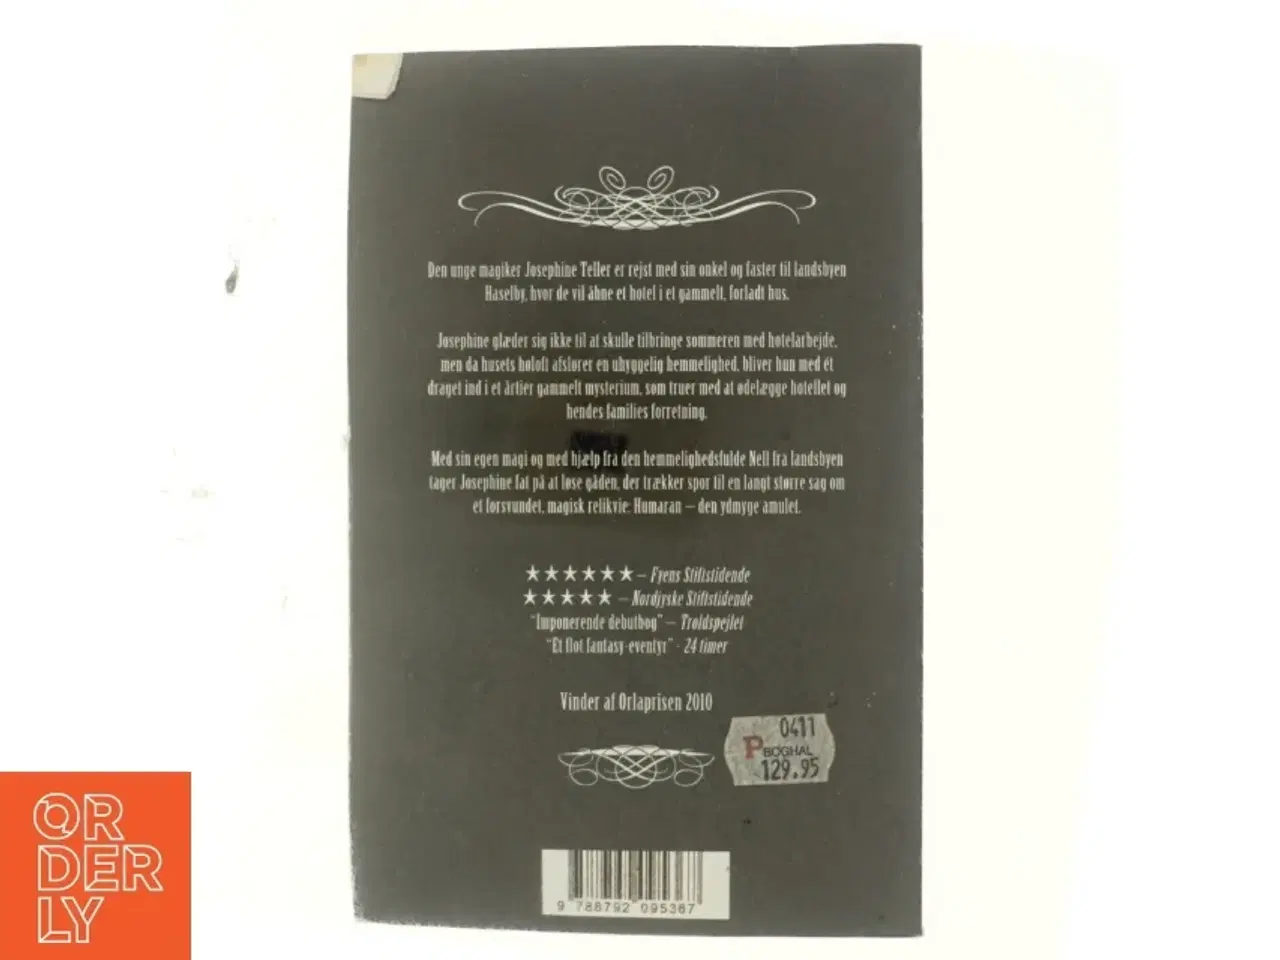 Den unge magiker Josephine Teller er rejst med sin onkel og faster til landsbyen
Haselby, hvor de vil åbne et hotel i et gammelt, forladt hus.
Josephine glæder sig ikke til at skulle tilbringe sommeren med hotelarbejde,
men da husets høloft afslører en uhyggelig hemmelighed, bliver hun med ét
draget ind i et årtier gammelt mysterium, som truer med at ødelægge hotellet og
hendes families forretning.
Med sin egen magi og med hjælp fra den hemmelighedsfulde Nell fra landsbyen
tager Josephine fat på at løse gåden, der trækker spor til en langt større sag om
et forsvundet, magisk relikvie: Humaran – den ydmyge amulet.
★★★★★★ – Fyens Stiftstidende
★★★★★ – Nordjyske Stiftstidende
"Imponerende debutbog" – Troldspejlet
"Et flot fantasy-eventyr" - 24 timer
Vinder af Orlaprisen 2010
0411
P BOGHAL
129.95
9 788792 095367
OR
DER
LY